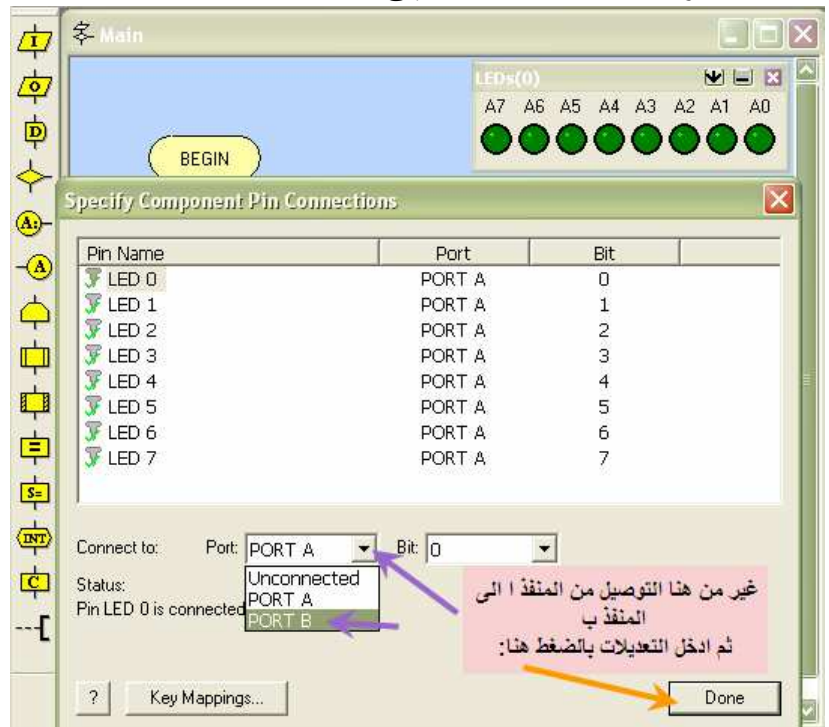 Main
LEDs(0)
A7 A6 A5 A4 A3 A2 A1 A0
BEGIN
I
O
D
A:
A
=
S=
INT
C
Specify Component Pin Connections
Pin Name Port Bit
LED 0 PORT A 0
LED 1 PORT A 1
LED 2 PORT A 2
LED 3 PORT A 3
LED 4 PORT A 4
LED 5 PORT A 5
LED 6 PORT A 6
LED 7 PORT A 7
Connect to: Port: PORT A Bit: 0
Unconnected
PORT A
PORT B
Status:
Pin LED 0 is connected
غير من هنا التوصيل من المنفذ ا الى
المنفذ ب
ثم ادخل التعديلات بالضغط هنا:
? Key Mappings... Done